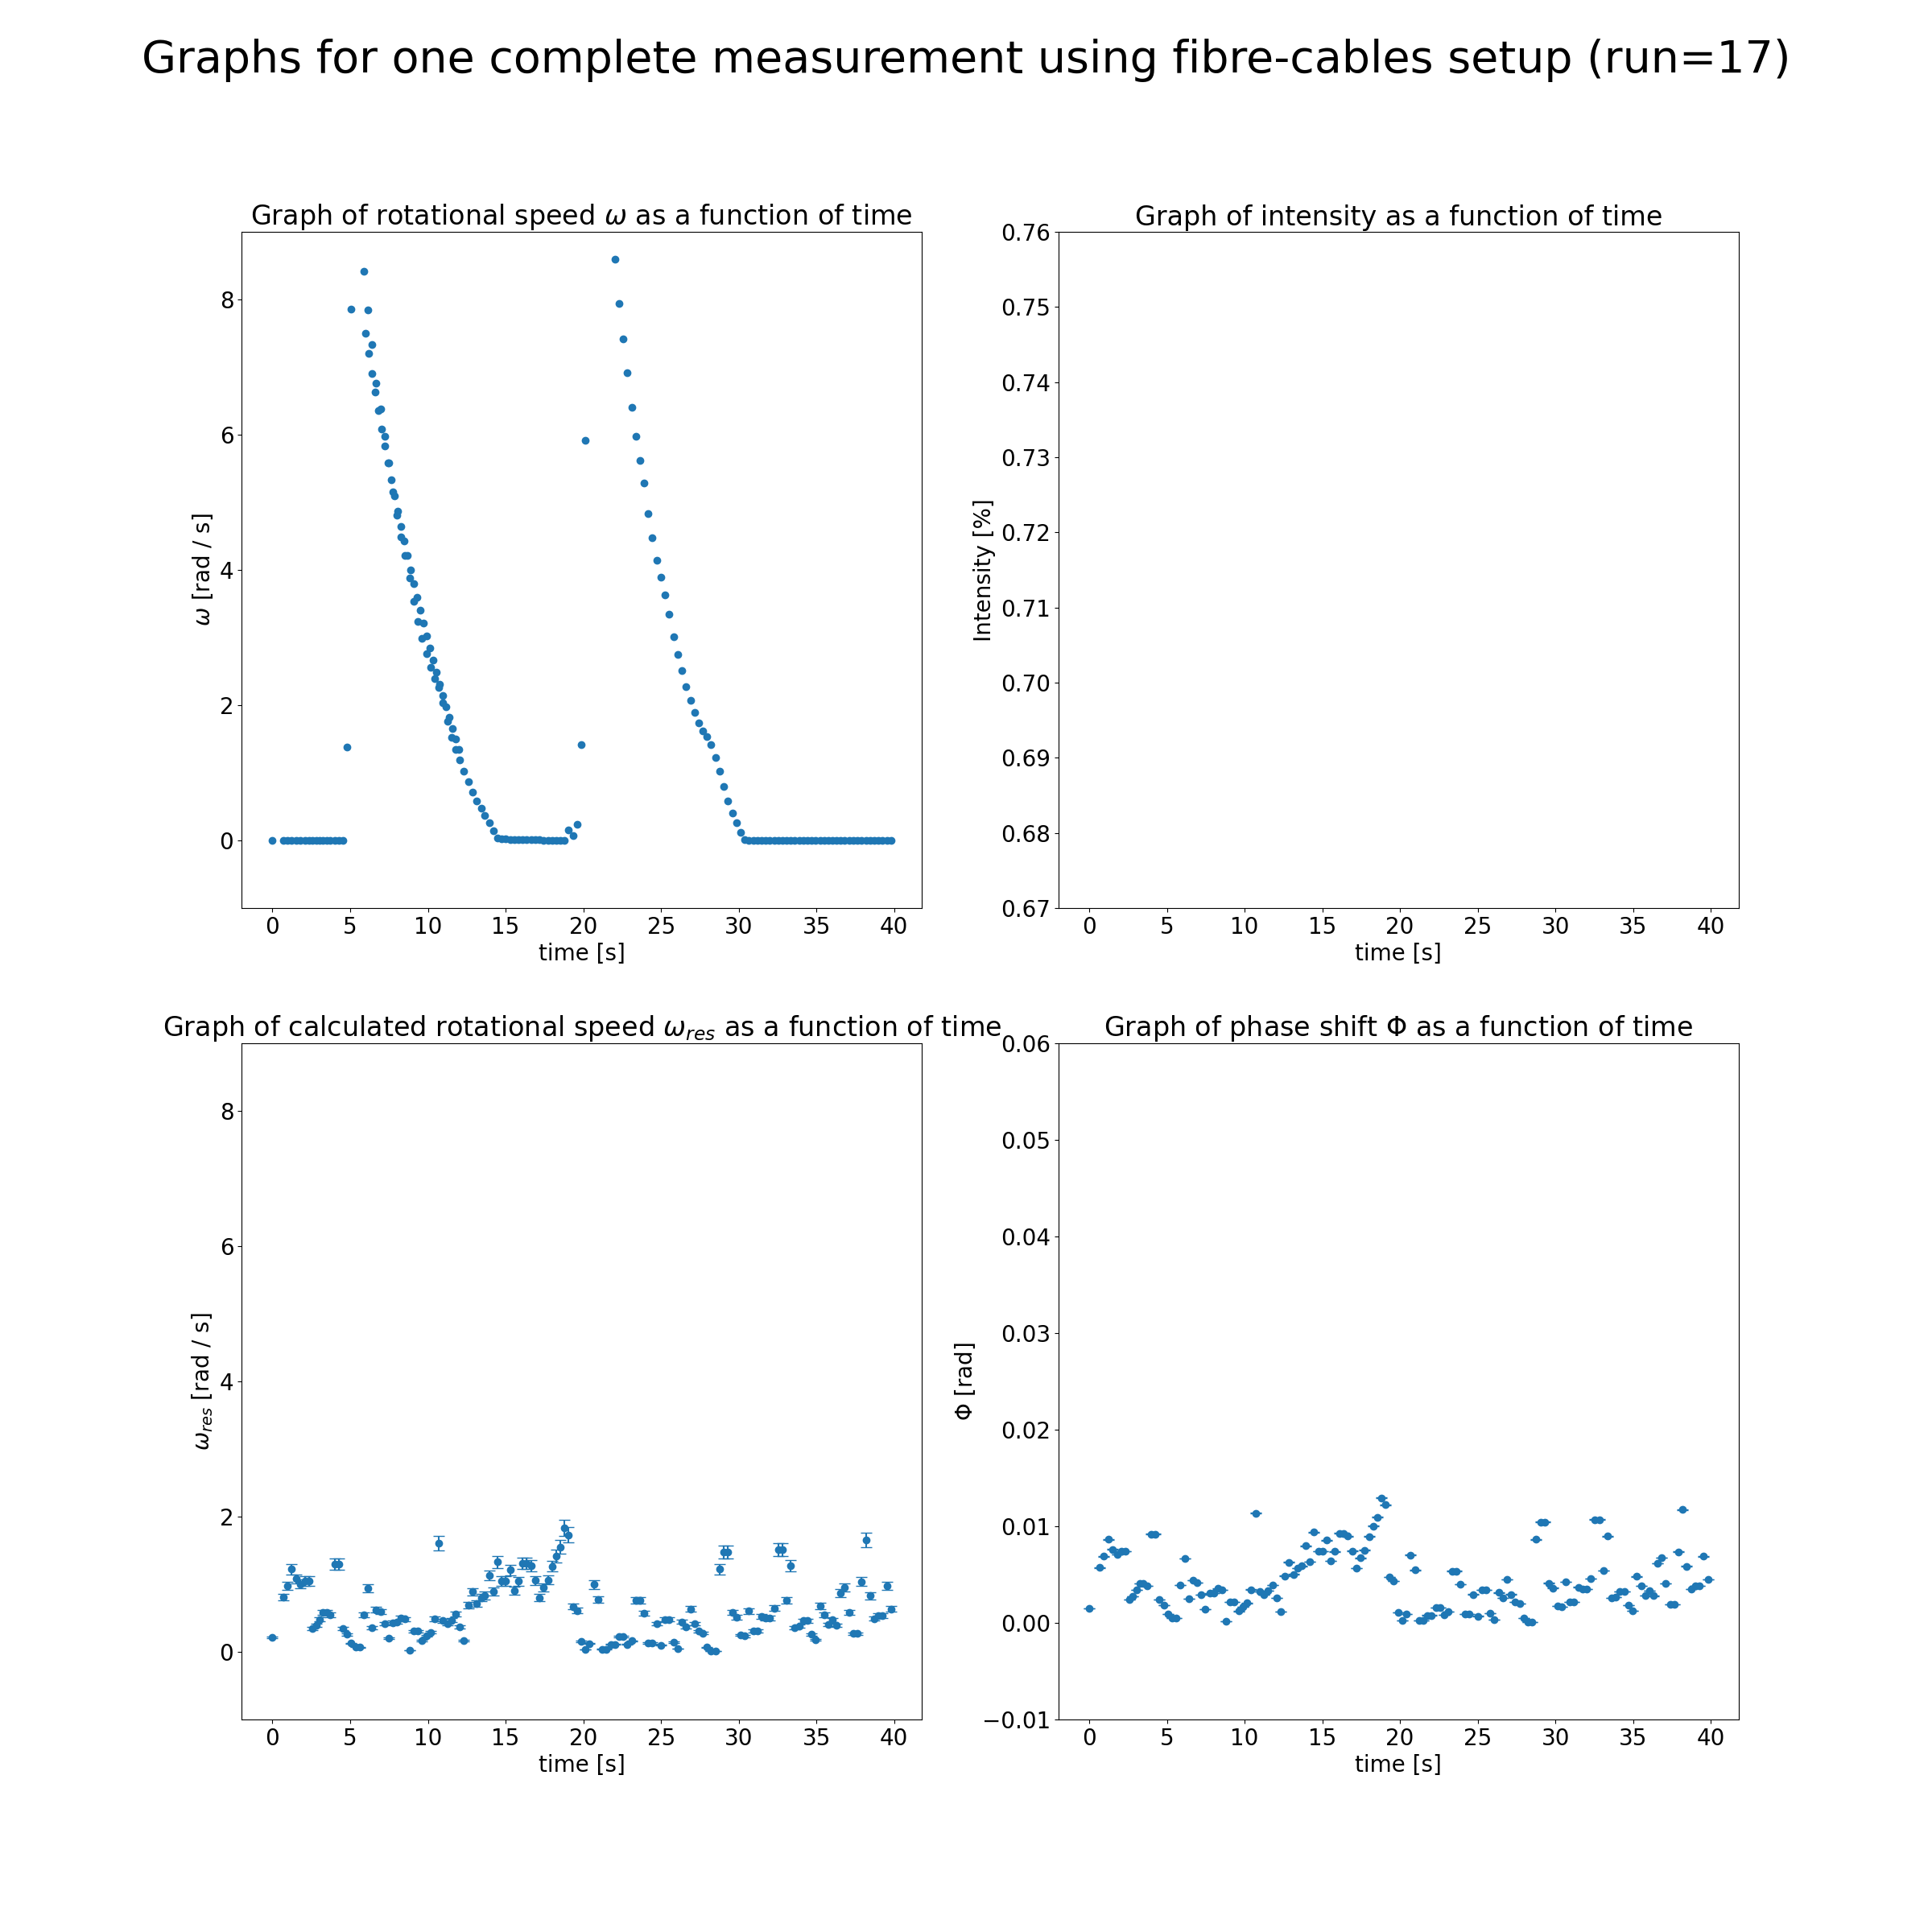 Graphs for one complete measurement using fibre-cables setup (run=17)
Graph of rotational speed ω as a function of time
8
6
4
2
0
ω [rad / s]
0 5 10 15 20 25 30 35 40
time [s]
Graph of intensity as a function of time
0.76
0.75
0.74
0.73
0.72
0.71
0.70
0.69
0.68
0.67
Intensity [%]
0 5 10 15 20 25 30 35 40
time [s]
Graph of calculated rotational speed ω_res as a function of time
8
6
4
2
0
ω_res [rad / s]
0 5 10 15 20 25 30 35 40
time [s]
Graph of phase shift Φ as a function of time
0.06
0.05
0.04
0.03
0.02
0.01
0.00
−0.01
Φ [rad]
0 5 10 15 20 25 30 35 40
time [s]